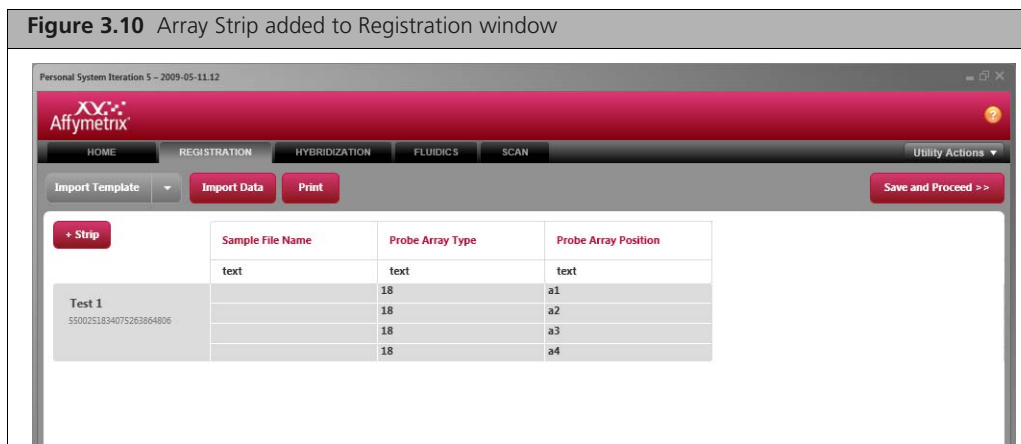 Figure 3.10 Array Strip added to Registration window
Personal System Iteration 5 – 2009-05-11.12
Affymetrix
HOME REGISTRATION HYBRIDIZATION FLUIDICS SCAN Utility Actions
Import Template Import Data Print Save and Proceed >>
+ Strip Sample File Name Probe Array Type Probe Array Position
text text text
Test 1
5500251834075263864806
18 a1
18 a2
18 a3
18 a4